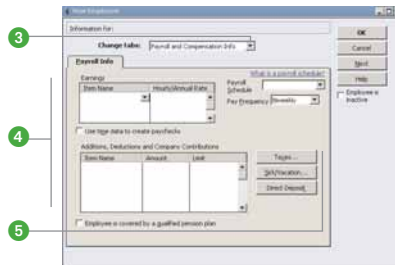 New Employee
Information for:
OK
3
Change tabs: Payroll and Compensation Info
Cancel
Payroll Info
Next
Help
What is a payroll schedule?
Employee is inactive
Earnings
Item Name Hourly/Annual Rate
Payroll Schedule
Pay Frequency Biweekly
4
Use time data to create paychecks
Additions, Deductions and Company Contributions
Item Name Amount Limit
Taxes...
Sick/Vacation...
Direct Deposit
5
Employee is covered by a qualified pension plan